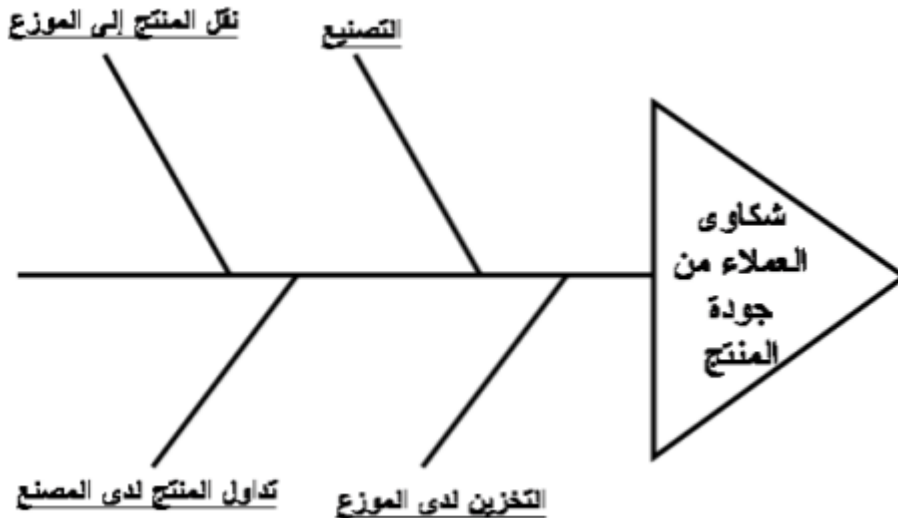 نقل المنتج إلى الموزع
التصنيع
شكاوى
العملاء من
جودة
المنتج
تداول المنتج لدى المصنع
التخزين لدى الموزع